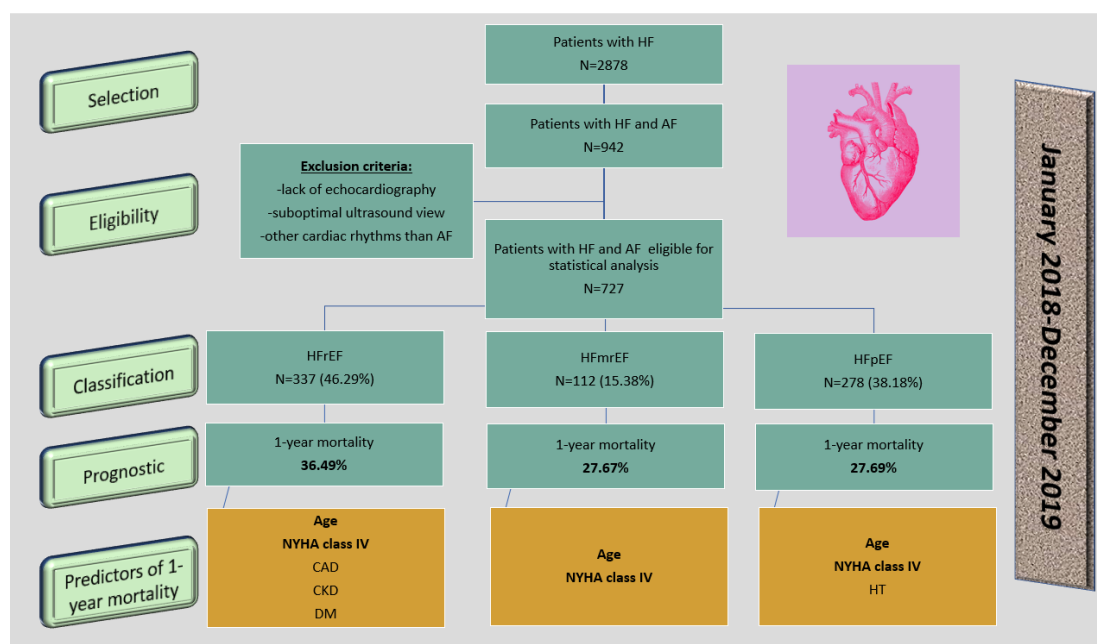 Selection
Patients with HF
N=2878
Patients with HF and AF
N=942
Eligibility
Exclusion criteria:
-lack of echocardiography
-suboptimal ultrasound view
-other cardiac rhythms than AF
Patients with HF and AF eligible for
statistical analysis
N=727
Classification
HFrEF
N=337 (46.29%)
HFmrEF
N=112 (15.38%)
HFpEF
N=278 (38.18%)
Prognostic
1-year mortality
36.49%
1-year mortality
27.67%
1-year mortality
27.69%
Predictors of 1-
year mortality
Age
NYHA class IV
CAD
CKD
DM
Age
NYHA class IV
Age
NYHA class IV
HT
January 2018-December 2019